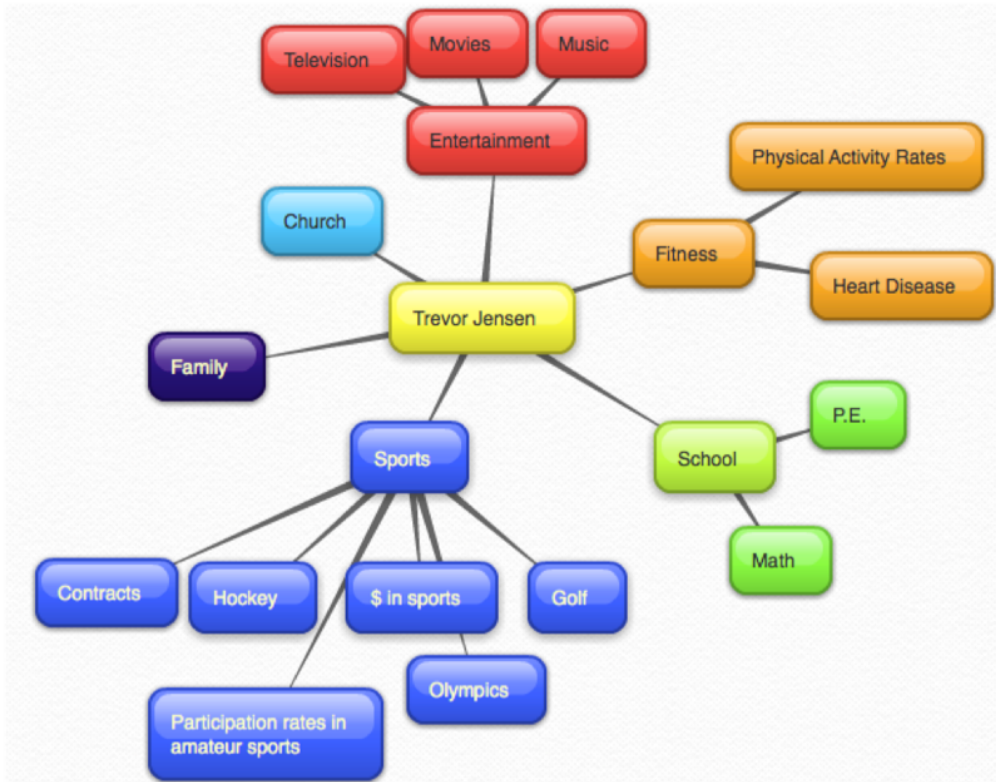 Movies
Music
Television
Entertainment
Physical Activity Rates
Church
Fitness
Heart Disease
Trevor Jensen
Family
P.E.
Sports
School
Math
Contracts
Hockey
$ in sports
Golf
Olympics
Participation rates in
amateur sports